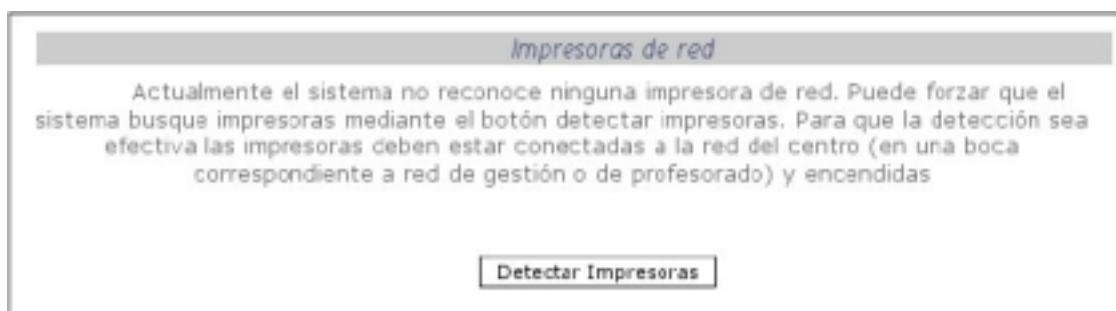 Impresoras de red
Actualmente el sistema no reconoce ninguna impresora de red. Puede forzar que el
sistema busque impresoras mediante el botón detectar impresoras. Para que la detección sea
efectiva las impresoras deben estar conectadas a la red del centro (en una boca
correspondiente a red de gestión o de profesorado) y encendidas
Detectar Impresoras